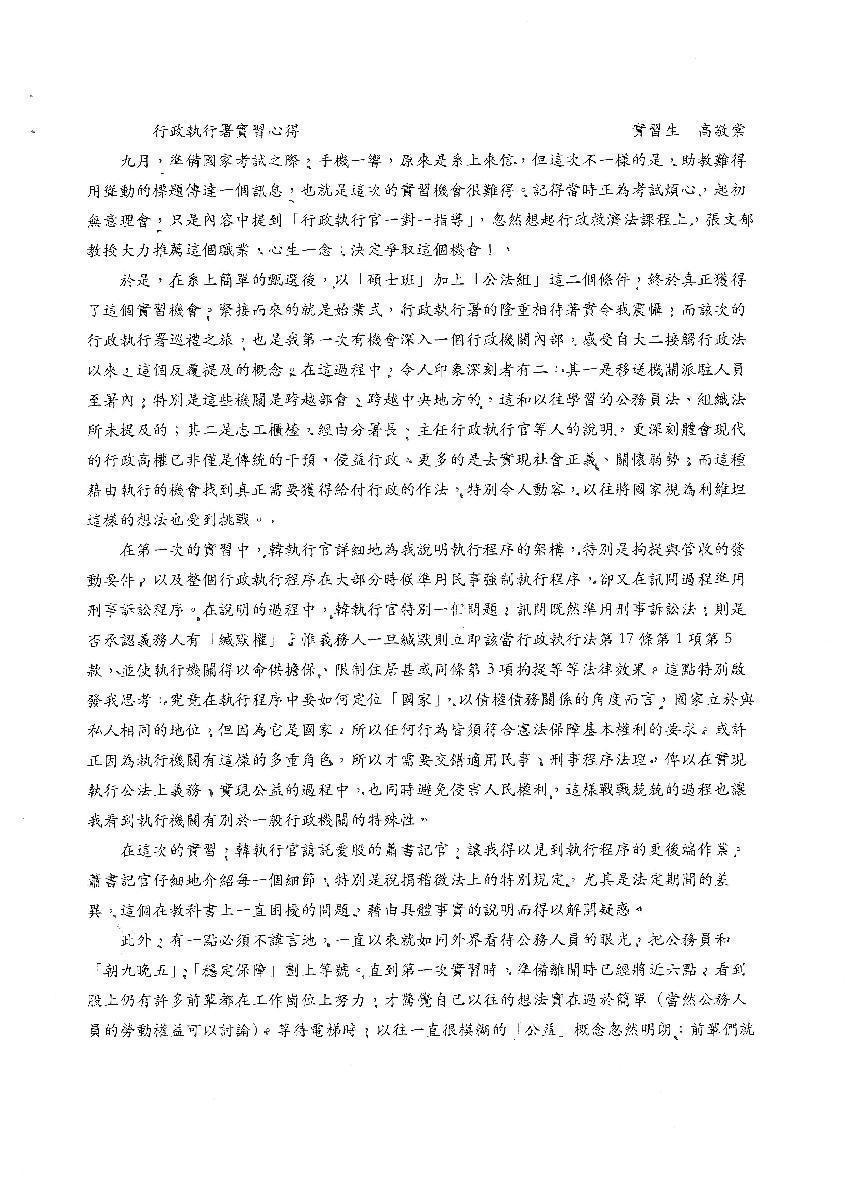 行政執行署實習心得 實習生 高敬棠
九月，準備國家考試之際，手機一響，原來是系上來信，但這次不一樣的是，助教難得
用聳動的標題傳達一個訊息，也就是這次的實習機會很難得。記得當時正為考試煩心，起初
無意理會，只是內容中提到「行政執行官一對一指導」，忽然想起行政救濟法課程上，張文郁
教授大力推薦這個職業，心生一念，決定爭取這個機會！
於是，在系上簡單的甄選後，以「碩士班」加上「公法組」這二個條件，終於真正獲得
了這個實習機會。緊接而來的就是始業式，行政執行署的隆重相待著實令我震懾；而該次的
行政執行署巡禮之旅，也是我第一次有機會深入一個行政機關內部，感受自大二接觸行政法
以來，這個反覆提及的概念。在這過程中，令人印象深刻者有二：其一是移送機關派駐人員
至署內，特別是這些機關是跨越部會、跨越中央地方的，這和以往學習的公務員法、組織法
所未提及的；其二是志工櫃檯，經由分署長、主任行政執行官等人的說明，更深刻體會現代
的行政高權已非僅是傳統的干預、侵益行政，更多的是去實現社會正義、關懷弱勢；而這種
藉由執行的機會找到真正需要獲得給付行政的作法，特別令人動容，以往將國家視為利維坦
這樣的想法也受到挑戰。
在第一次的實習中，韓執行官詳細地為我說明執行程序的架構，特別是拘提與管收的發
動要件，以及整個行政執行程序在大部分時候準用民事強制執行程序，卻又在訊問過程準用
刑事訴訟程序。在說明的過程中，韓執行官特別一個問題：訊問既然準用刑事訴訟法，則是
否承認義務人有「緘默權」，惟義務人一旦緘默則立即該當行政執行法第17條第1項第5
款，並使執行機關得以命供擔保、限制住居甚或同條第3項拘提等等法律效果。這點特別啟
發我思考：究竟在執行程序中要如何定位「國家」，以債權債務關係的角度而言，國家立於與
私人相同的地位；但因為它是國家，所以任何行為皆須符合憲法保障基本權利的要求。或許
正因為執行機關有這樣的多重角色，所以才需要交錯適用民事、刑事程序法理，俾以在實現
執行公法上義務、實現公益的過程中，也同時避免侵害人民權利，這樣戰戰兢兢的過程也讓
我看到執行機關有別於一般行政機關的特殊性。
在這次的實習，韓執行官請託愛股的蕭書記官，讓我得以見到執行程序的更後端作業，
蕭書記官仔細地介紹每一個細節，特別是稅捐稽徵法上的特別規定，尤其是法定期間的差
異，這個在教科書上一直困擾的問題，藉由具體事實的說明而得以解開疑惑。
此外，有一點必須不諱言地，一直以來就如同外界看待公務人員的眼光，把公務員和
「朝九晚五」，「穩定保障」劃上等號。直到第一次實習時，準備離開時已經將近六點，看到
股上仍有許多前輩都在工作崗位上努力，才驚覺自己以往的想法實在過於簡單（當然公務人
員的勞動權益可以討論）。等待電梯時，以往一直很模糊的「公益」概念忽然明朗：前輩們就